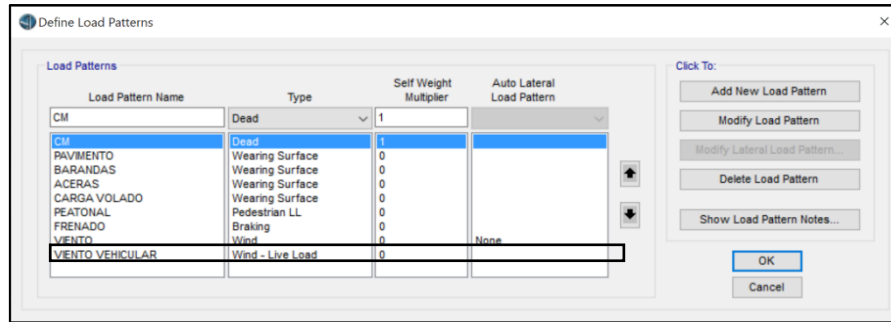 Define Load Patterns
Load Patterns
Click To:
Load Pattern Name Type Self Weight Multiplier Auto Lateral Load Pattern
CM Dead 1
CM Dead 1
PAVIMENTO Wearing Surface 0
BARANDAS Wearing Surface 0
ACERAS Wearing Surface 0
CARGA VOLADO Wearing Surface 0
PEATONAL Pedestrian LL 0
FRENADO Braking 0
VIENTO Wind 0 None
VIENTO VEHICULAR Wind - Live Load 0
Add New Load Pattern
Modify Load Pattern
Modify Lateral Load Pattern...
Delete Load Pattern
Show Load Pattern Notes...
OK
Cancel